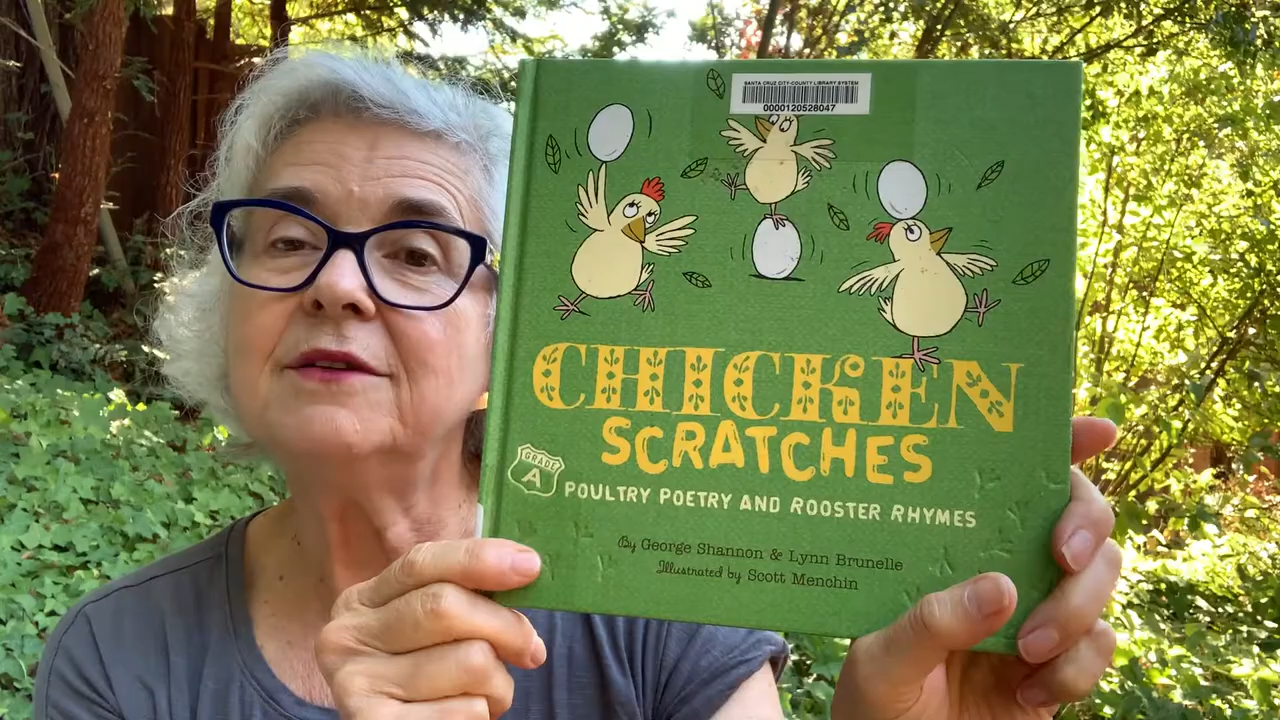 SANTA CRUZ CITY-COUNTY LIBRARY SYSTEM
0000120528047
CHICKEN
SCRATCHES
GRADE
A
POULTRY POETRY AND ROOSTER RHYMES
By George Shannon & Lynn Brunelle
Illustrated by Scott Menchin